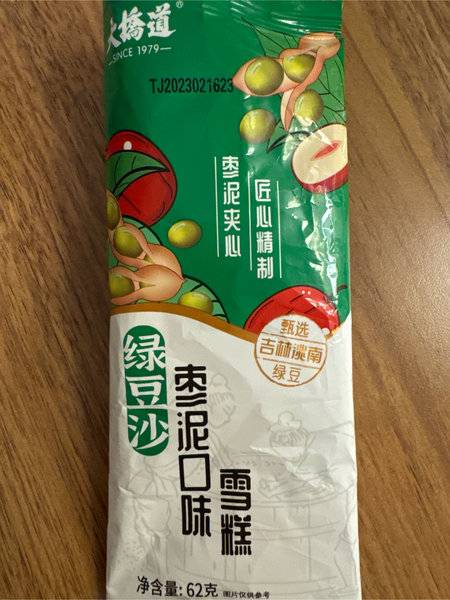 大橋道®
—SINCE 1979—
TJ2023021623
匠心精制
枣泥夹心
甄选
吉林洮南
绿豆
绿豆沙
枣泥口味
雪糕
净含量: 62克 图片仅供参考